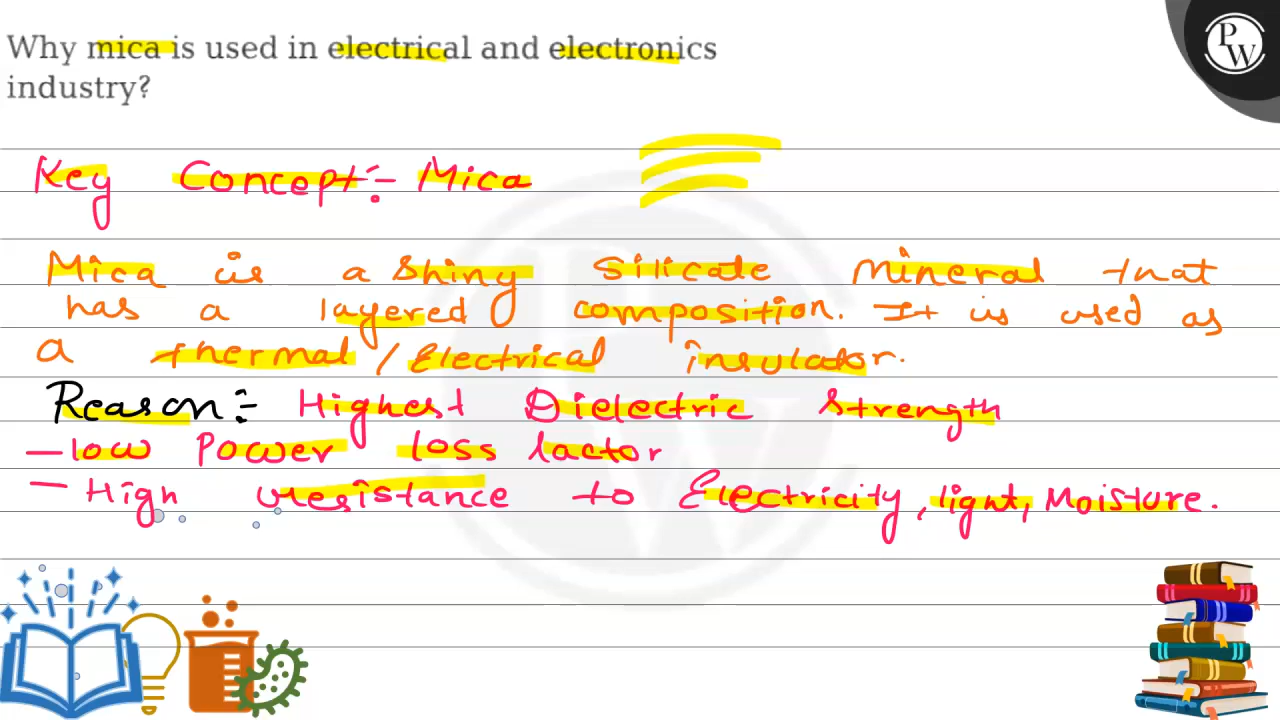 Why mica is used in electrical and electronics
industry?
PW
Key Concept:- Mica
Mica is a shiny silicate mineral that
has a layered composition. It is used as
a thermal/Electrical insulator.
Reason:- Highest Dielectric strength
- low Power loss factor
- High resistance to Electricity, light, Moisture.